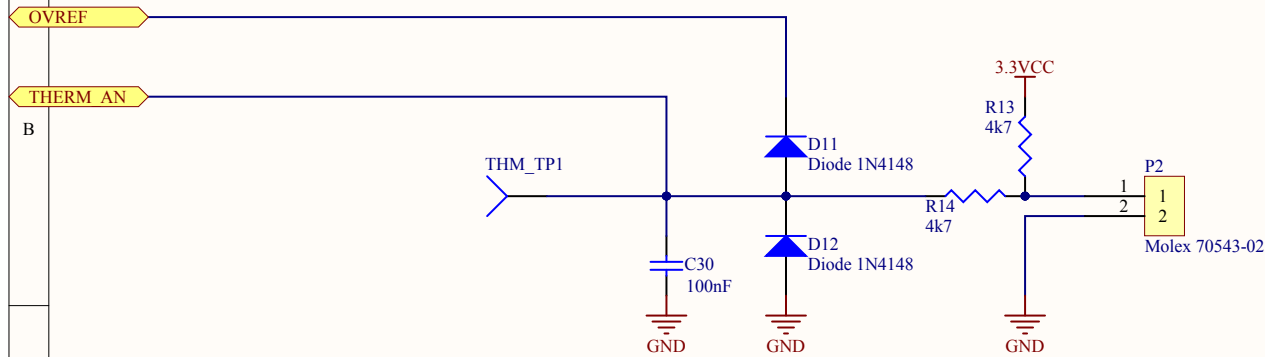 OVREF
3.3VCC
THERM_AN
R13
4k7
B
D11
Diode 1N4148
THM_TP1
P2
1
1
2
2
R14
4k7
D12
Diode 1N4148
Molex 70543-02
C30
100nF
GND
GND
GND